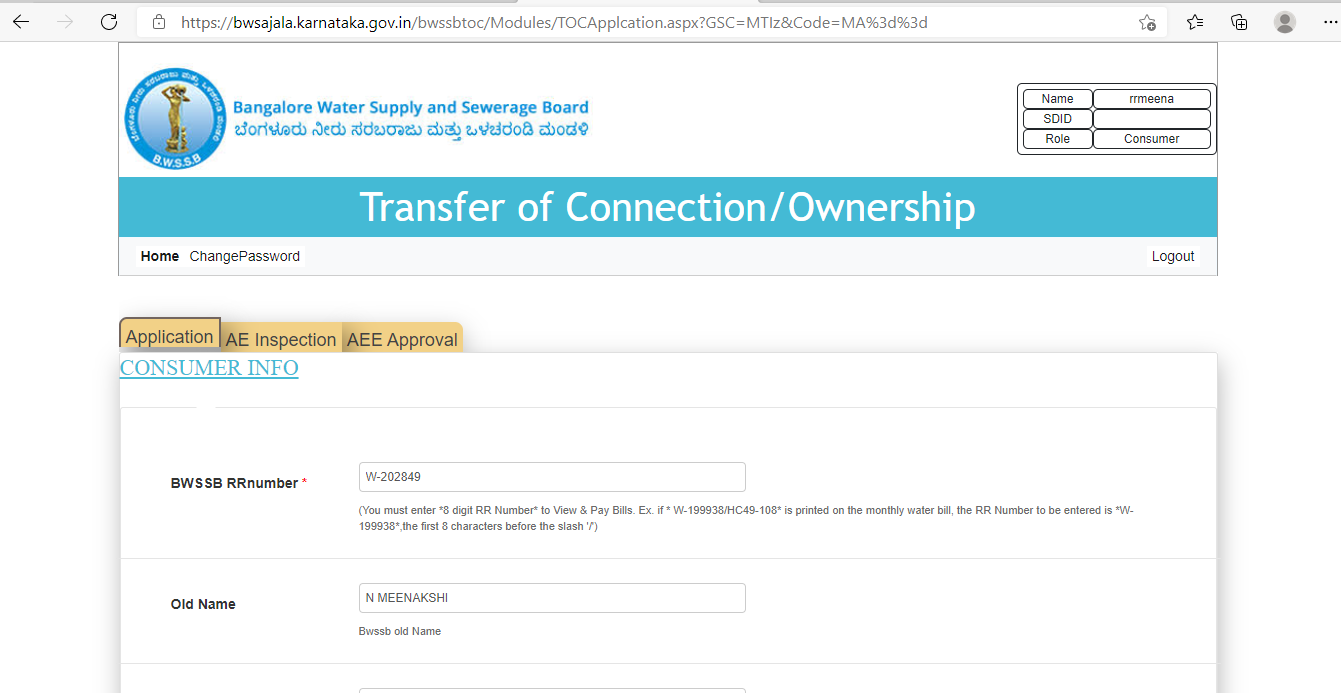 https://bwsajala.karnataka.gov.in/bwssbtoc/Modules/TOCApplcation.aspx?GSC=MTIz&Code=MA%3d%3d
B.W.S.S.B
Bangalore Water Supply and Sewerage Board
ಬೆಂಗಳೂರು ನೀರು ಸರಬರಾಜು ಮತ್ತು ಒಳಚರಂಡಿ ಮಂಡಳಿ
Name rrmeena
SDID
Role Consumer
Transfer of Connection/Ownership
Home ChangePassword Logout
Application AE Inspection AEE Approval
CONSUMER INFO
BWSSB RRnumber * W-202849
(You must enter *8 digit RR Number* to View & Pay Bills. Ex. if * W-199938/HC49-108* is printed on the monthly water bill, the RR Number to be entered is *W-
199938*,the first 8 characters before the slash '/')
Old Name N MEENAKSHI
Bwssb old Name